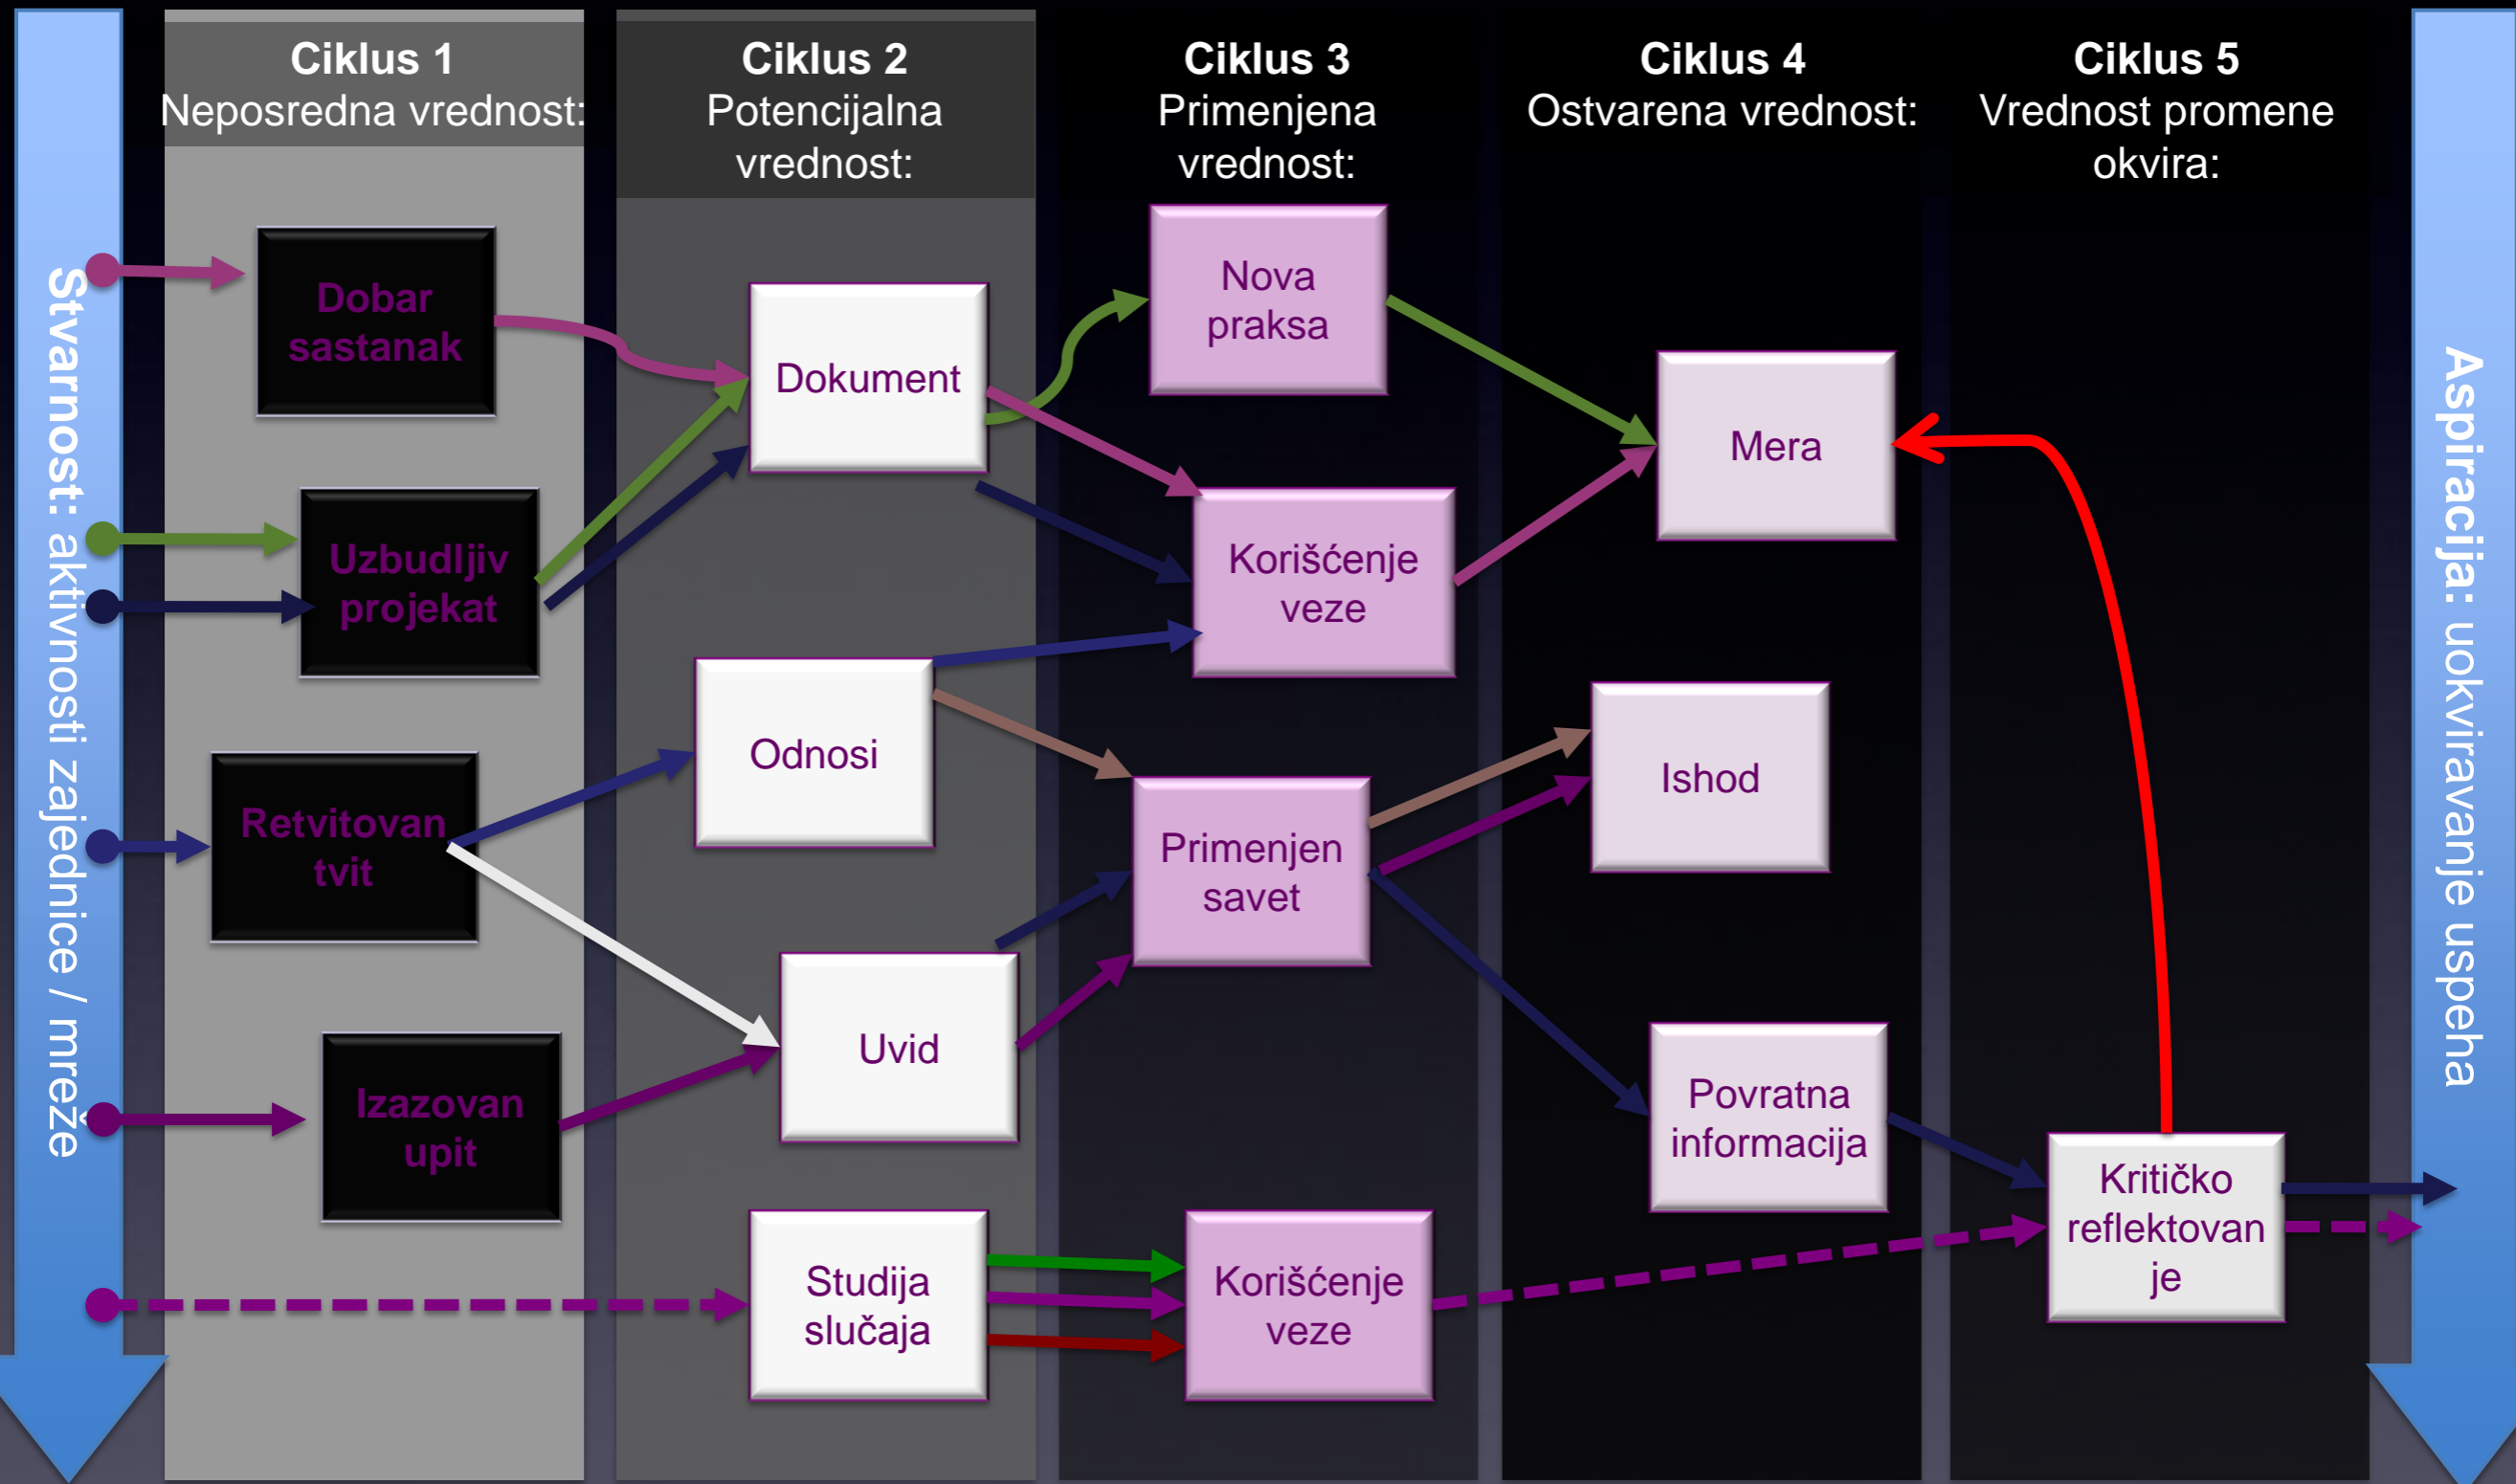 Stvarnost: aktivnosti zajednice / mreže
Ciklus 1
Neposredna vrednost:
Dobar
sastanak
Uzbudljiv
projekat
Retvitovan
tvit
Izazovan
upit
Ciklus 2
Potencijalna
vrednost:
Dokument
Odnosi
Uvid
Studija
slučaja
Ciklus 3
Primenjena
vrednost:
Nova
praksa
Korišćenje
veze
Primenjen
savet
Korišćenje
veze
Ciklus 4
Ostvarena vrednost:
Mera
Ishod
Povratna
informacija
Ciklus 5
Vrednost promene
okvira:
Kritičko
reflektovan
je
Aspiracija: uokviravanje uspeha